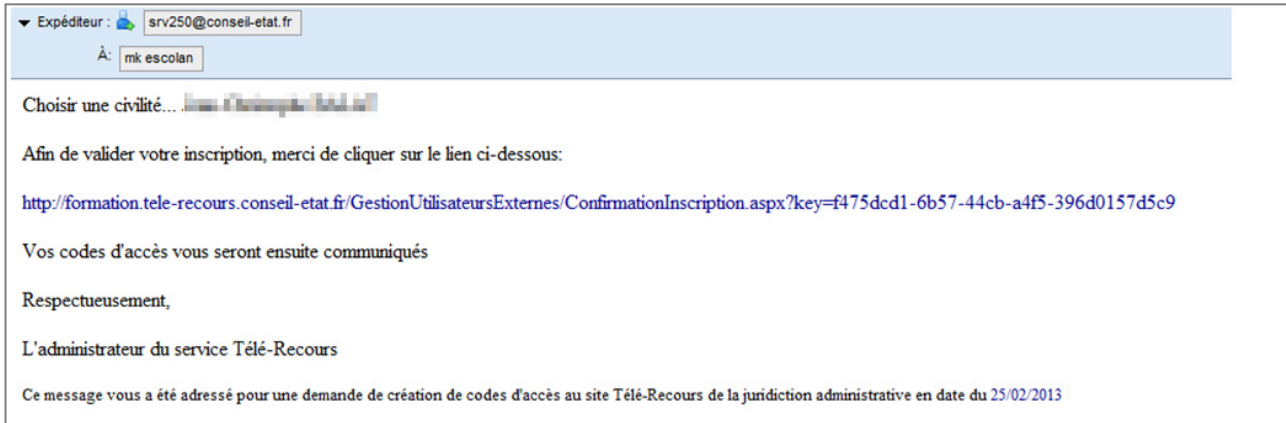 Expéditeur : srv250@conseil-etat.fr
À: mk escolan
Choisir une civilité...
Afin de valider votre inscription, merci de cliquer sur le lien ci-dessous:
http://formation.tele-recours.conseil-etat.fr/GestionUtilisateursExternes/ConfirmationInscription.aspx?key=f475dcd1-6b57-44cb-a4f5-396d0157d5c9
Vos codes d'accès vous seront ensuite communiqués
Respectueusement,
L'administrateur du service Télé-Recours
Ce message vous a été adressé pour une demande de création de codes d'accès au site Télé-Recours de la juridiction administrative en date du 25/02/2013